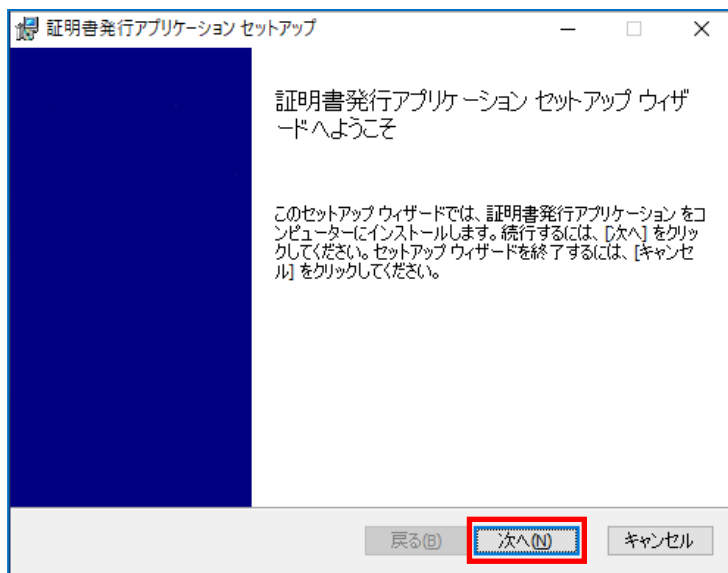 証明書発行アプリケーション セットアップ
証明書発行アプリケーション セットアップ ウィザ
ードへようこそ
このセットアップ ウィザードでは、証明書発行アプリケーション をコ
ンピューターにインストールします。続行するには、[次へ] をクリッ
クしてください。セットアップ ウィザードを終了するには、[キャンセ
ル] をクリックしてください。
戻る(B) 次へ(N) キャンセル